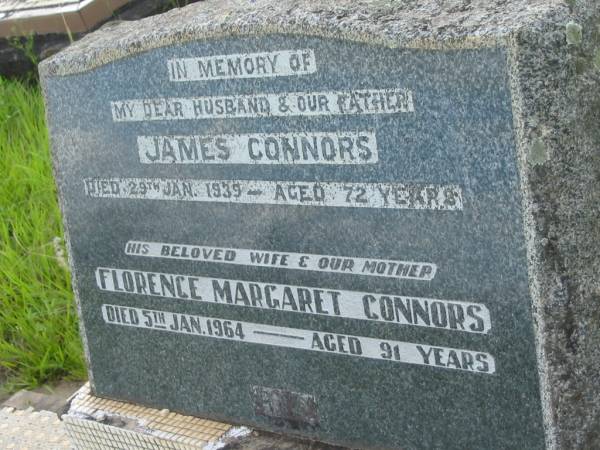 IN MEMORY OF
MY DEAR HUSBAND & OUR FATHER
JAMES CONNORS
DIED 29TH JAN. 1939 — AGED 72 YEARS
HIS BELOVED WIFE & OUR MOTHER
FLORENCE MARGARET CONNORS
DIED 5TH JAN. 1964 — AGED 91 YEARS